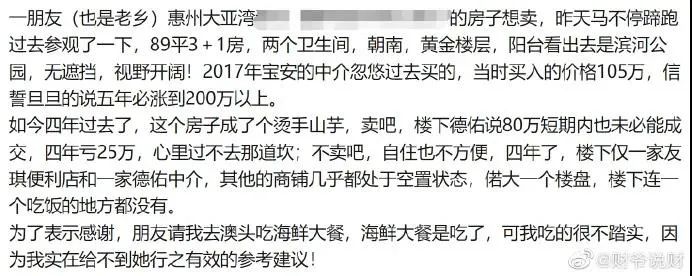 一朋友（也是老乡）惠州大亚湾 的房子想卖，昨天马不停蹄跑
过去参观了一下，89平3＋1房，两个卫生间，朝南，黄金楼层，阳台看出去是滨河公
园，无遮挡，视野开阔！2017年宝安的中介忽悠过去买的，当时买入的价格105万，信
誓旦旦的说五年必涨到200万以上。
如今四年过去了，这个房子成了个烫手山芋，卖吧，楼下德佑说80万短期内也未必能成
交，四年亏25万，心里过不去那道坎；不卖吧，自住也不方便，四年了，楼下仅一家友
琪便利店和一家德佑中介，其他的商铺几乎都处于空置状态，偌大一个楼盘，楼下连一
个吃饭的地方都没有。
为了表示感谢，朋友请我去澳头吃海鲜大餐，海鲜大餐是吃了，可我吃的很不踏实，因
为我实在给不到她行之有效的参考建议！
@财爷说财